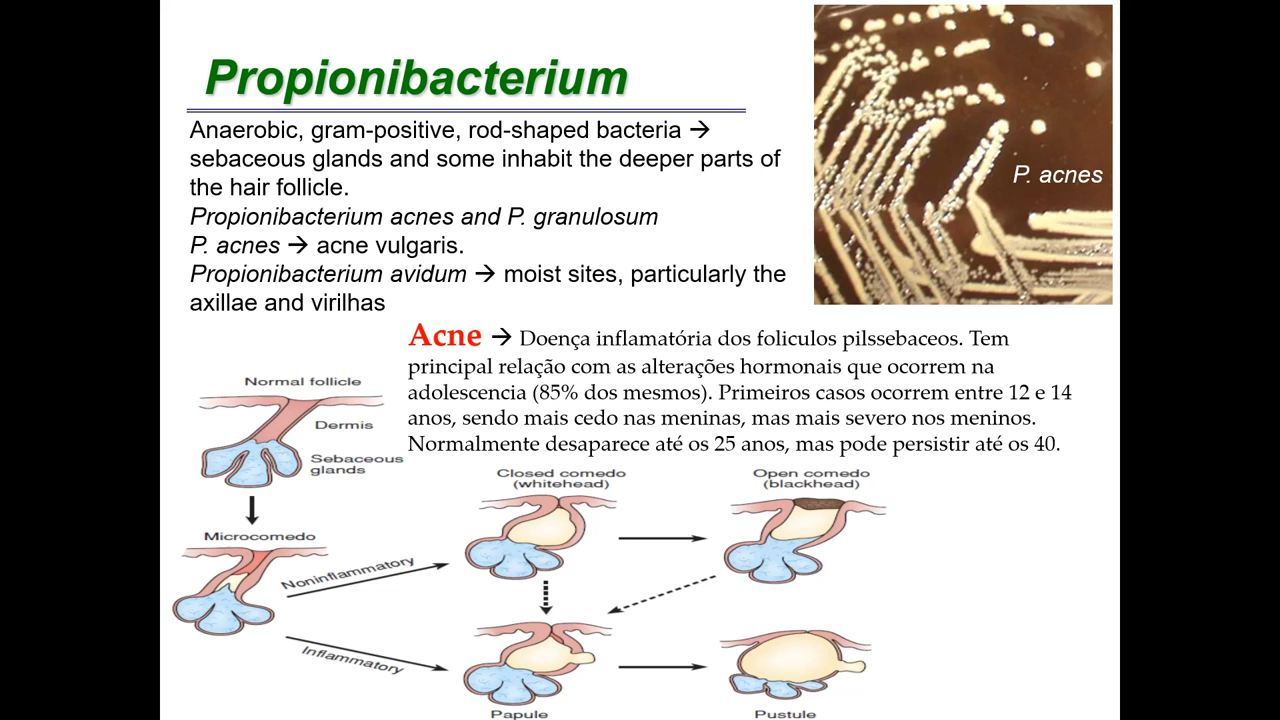 Propionibacterium
Anaerobic, gram-positive, rod-shaped bacteria →
sebaceous glands and some inhabit the deeper parts of
the hair follicle.
Propionibacterium acnes and P. granulosum
P. acnes → acne vulgaris.
Propionibacterium avidum → moist sites, particularly the
axillae and virilhas
P. acnes
Acne → Doença inflamatória dos foliculos pilssebaceos. Tem
principal relação com as alterações hormonais que ocorrem na
adolescencia (85% dos mesmos). Primeiros casos ocorrem entre 12 e 14
anos, sendo mais cedo nas meninas, mas mais severo nos meninos.
Normalmente desaparece até os 25 anos, mas pode persistir até os 40.
Normal follicle
Dermis
Sebaceous
glands
Microcomedo
Noninflammatory
Inflammatory
Closed comedo
(whitehead)
Open comedo
(blackhead)
Papule
Pustule